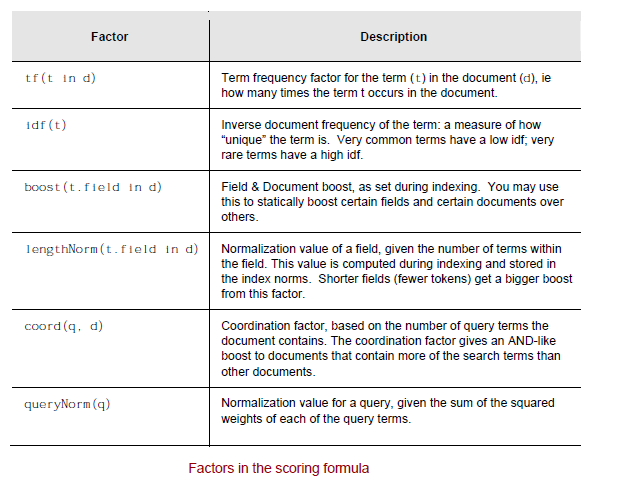 Factor Description
tf(t in d) Term frequency factor for the term (t) in the document (d), ie
how many times the term t occurs in the document.
idf(t) Inverse document frequency of the term: a measure of how
“unique” the term is. Very common terms have a low idf; very
rare terms have a high idf.
boost(t.field in d) Field & Document boost, as set during indexing. You may use
this to statically boost certain fields and certain documents over
others.
lengthNorm(t.field in d) Normalization value of a field, given the number of terms within
the field. This value is computed during indexing and stored in
the index norms. Shorter fields (fewer tokens) get a bigger boost
from this factor.
coord(q, d) Coordination factor, based on the number of query terms the
document contains. The coordination factor gives an AND-like
boost to documents that contain more of the search terms than
other documents.
queryNorm(q) Normalization value for a query, given the sum of the squared
weights of each of the query terms.
Factors in the scoring formula